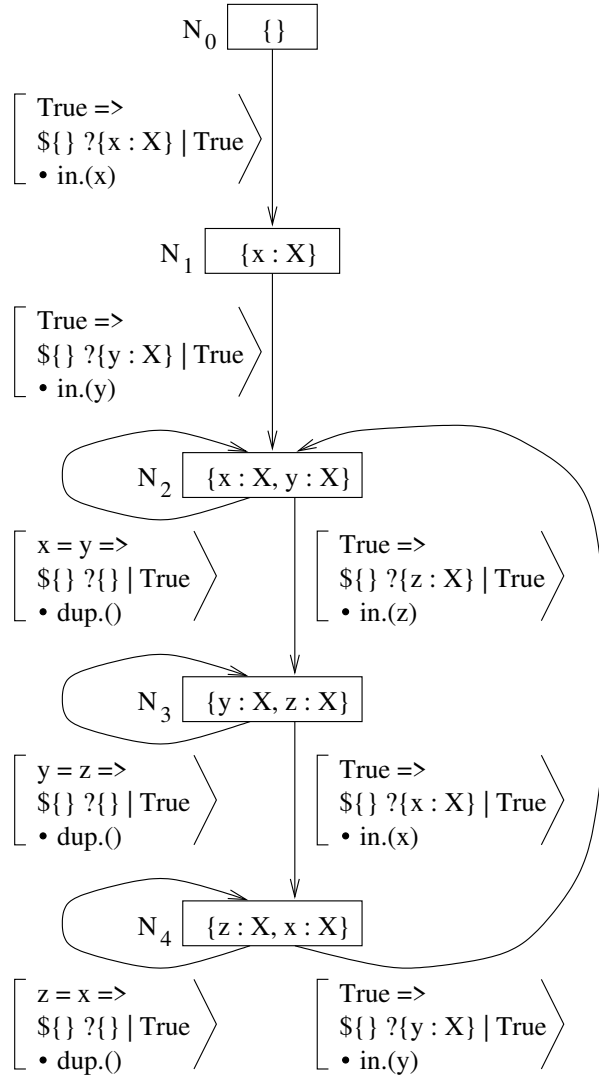 N0 {}
True =>
${} ?{x : X} | True
• in.(x)
N1 {x : X}
True =>
${} ?{y : X} | True
• in.(y)
N2 {x : X, y : X}
x = y =>
${} ?{} | True
• dup.()
True =>
${} ?{z : X} | True
• in.(z)
N3 {y : X, z : X}
y = z =>
${} ?{} | True
• dup.()
True =>
${} ?{x : X} | True
• in.(x)
N4 {z : X, x : X}
z = x =>
${} ?{} | True
• dup.()
True =>
${} ?{y : X} | True
• in.(y)